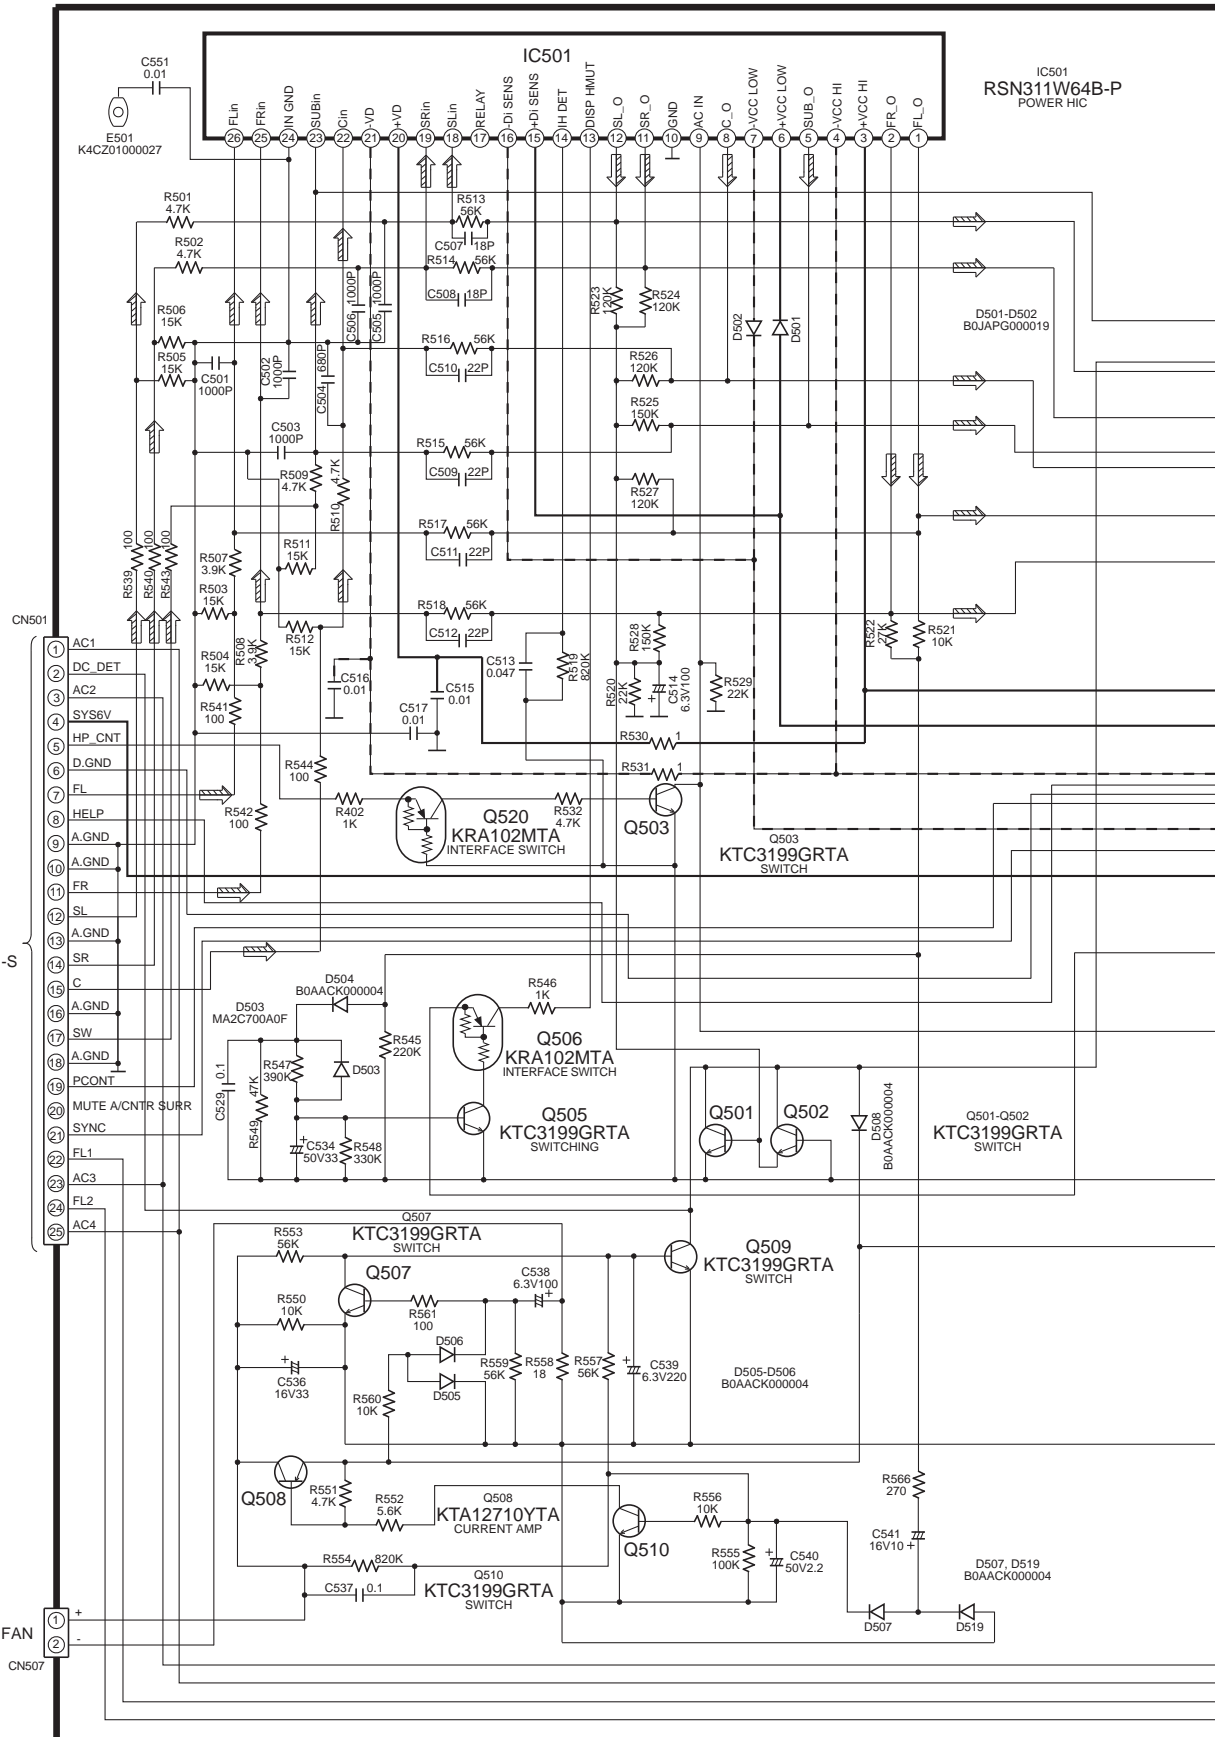 IC501
IC501
RSN311W64B-P
POWER HIC
C551
0.01
E501
K4CZ01000027
FLin
FRin
IN GND
SUBin
Cin
-VD
+VD
SRin
SLin
RELAY
-Di SENS
+Di SENS
IH DET
DISP HMUT
SL_O
SR_O
GND
AC IN
C_O
-VCC LOW
+VCC LOW
SUB_O
-VCC HI
+VCC HI
FR_O
FL_O
26 25 24 23 22 21 20 19 18 17 16 15 14 13 12 11 10 9 8 7 6 5 4 3 2 1
R501
4.7K
R502
4.7K
R513
56K
C507 18P
R514 56K
C508 18P
C506 1000P
C505 1000P
R523
120K
R524
120K
D502
D501
D501-D502
B0JAPG000019
R506
15K
R505
15K
C501
1000P
C502
1000P
C504 680P
R516 56K
C510 22P
R526
120K
R525
150K
C503
1000P
R515 56K
C509 22P
R509
4.7K
R510 4.7K
R527
120K
R517 56K
C511 22P
R539 100
R540 100
R543 100
R507
3.9K
R511
15K
R503
15K
R518 56K
C512 22P
R508
3.9K
R512
15K
R528
150K
R522
27K
R521
10K
CN501
R504
15K
R541
100
C516
0.01
C515
0.01
C517
0.01
C513
0.047
R519
820K
R520
22K
+ C514
6.3V100
R529
22K
R530 1
R531 1
1 AC1
2 DC_DET
3 AC2
4 SYS6V
5 HP_CNT
6 D.GND
7 FL
8 HELP
9 A.GND
10 A.GND
11 FR
12 SL
13 A.GND
14 SR
15 C
16 A.GND
17 SW
18 A.GND
19 PCONT
20 MUTE A/CNTR SURR
21 SYNC
22 FL1
23 AC3
24 FL2
25 AC4
-S
R544
100
R542
100
R402
1K
Q520
KRA102MTA
INTERFACE SWITCH
R532
4.7K
Q503
Q503
KTC3199GRTA
SWITCH
D504
B0AACK000004
D503
MA2C700A0F
R546
1K
Q506
KRA102MTA
INTERFACE SWITCH
R545
220K
C529 0.1
R549 47K
R547
390K
D503
+ C534
50V33
R548
330K
Q505
KTC3199GRTA
SWITCHING
Q501
Q502
D508
B0AACK000004
Q501-Q502
KTC3199GRTA
SWITCH
Q507
KTC3199GRTA
SWITCH
R553
56K
Q507
C538
6.3V100
+
Q509
KTC3199GRTA
SWITCH
R550
10K
R561
100
D506
D505
+
C536
16V33
R560
10K
R559
56K
R558
18
R557
56K
+ C539
6.3V220
D505-D506
B0AACK000004
Q508
R551
4.7K
R552
5.6K
Q508
KTA12710YTA
CURRENT AMP
Q510
R556
10K
R555
100K
+ C540
50V2.2
R566
270
C541
16V10 +
D507, D519
B0AACK000004
R554 820K
C537 0.1
Q510
KTC3199GRTA
SWITCH
D507
D519
FAN
1 +
2 -
CN507